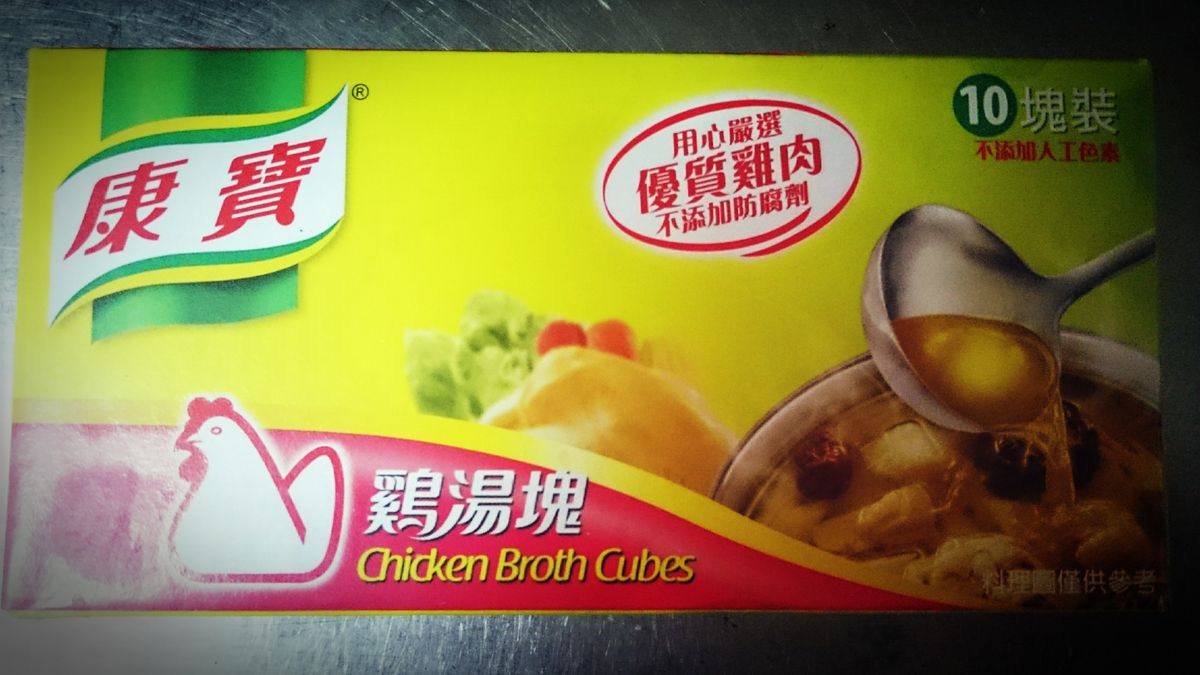 康寶®
用心嚴選
優質雞肉
不添加防腐劑
10塊裝
不添加人工色素
鷄湯塊
Chicken Broth Cubes
料理圖僅供參考